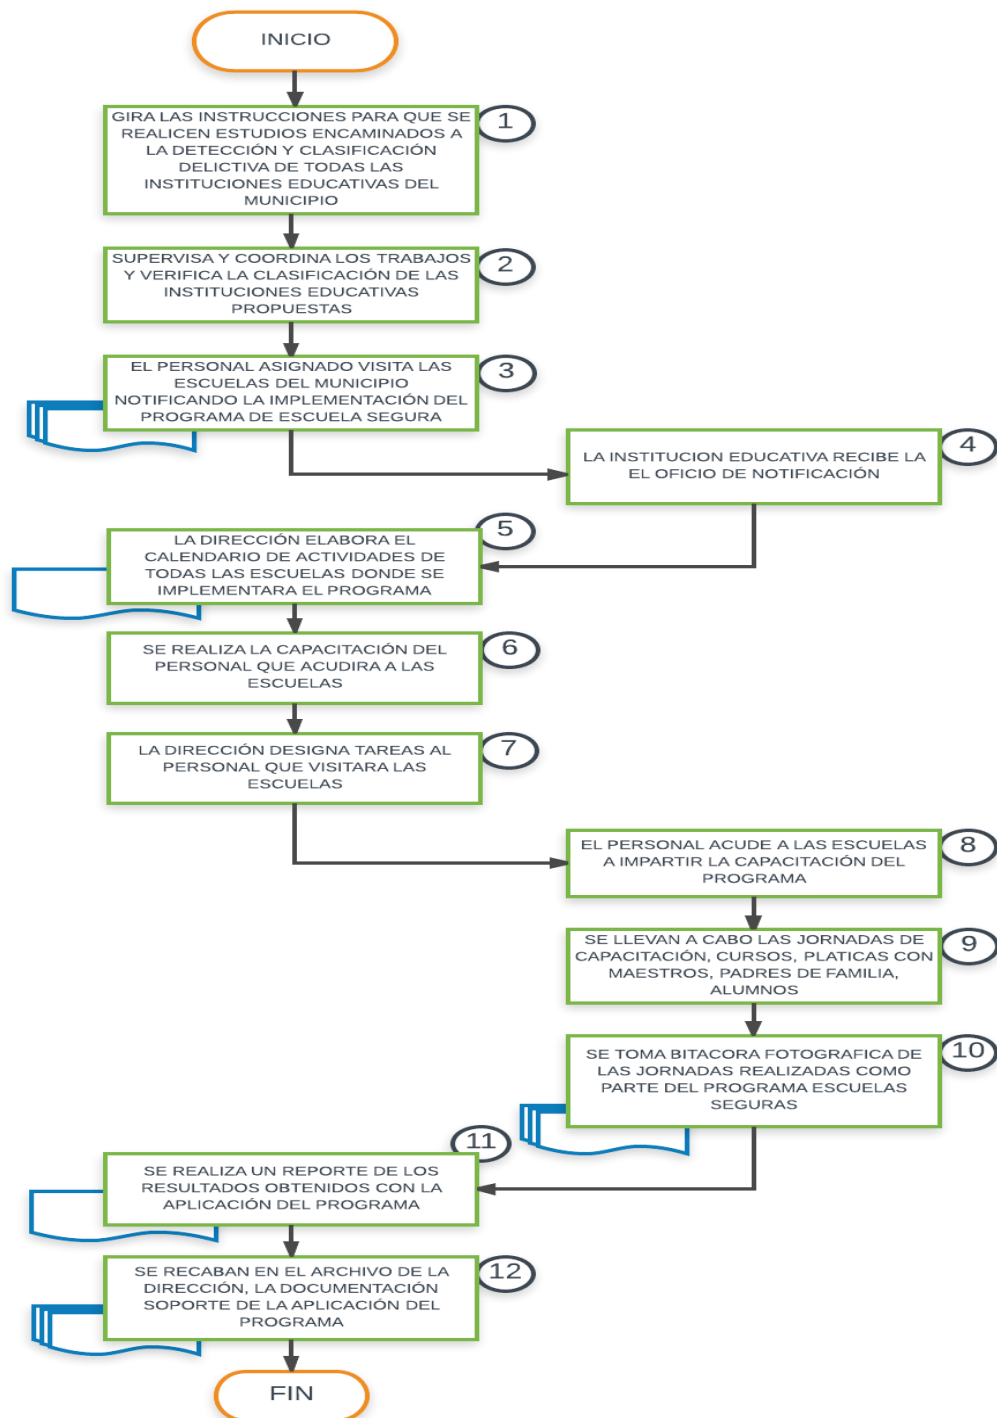 INICIO
1
GIRA LAS INSTRUCCIONES PARA QUE SE
REALICEN ESTUDIOS ENCAMINADOS A
LA DETECCIÓN Y CLASIFICACIÓN
DELICTIVA DE TODAS LAS
INSTITUCIONES EDUCATIVAS DEL
MUNICIPIO
2
SUPERVISA Y COORDINA LOS TRABAJOS
Y VERIFICA LA CLASIFICACIÓN DE LAS
INSTITUCIONES EDUCATIVAS
PROPUESTAS
3
EL PERSONAL ASIGNADO VISITA LAS
ESCUELAS DEL MUNICIPIO
NOTIFICANDO LA IMPLEMENTACIÓN DEL
PROGRAMA DE ESCUELA SEGURA
4
LA INSTITUCION EDUCATIVA RECIBE LA
EL OFICIO DE NOTIFICACIÓN
5
LA DIRECCIÓN ELABORA EL
CALENDARIO DE ACTIVIDADES DE
TODAS LAS ESCUELAS DONDE SE
IMPLEMENTARA EL PROGRAMA
6
SE REALIZA LA CAPACITACIÓN DEL
PERSONAL QUE ACUDIRA A LAS
ESCUELAS
7
LA DIRECCIÓN DESIGNA TAREAS AL
PERSONAL QUE VISITARA LAS
ESCUELAS
8
EL PERSONAL ACUDE A LAS ESCUELAS
A IMPARTIR LA CAPACITACIÓN DEL
PROGRAMA
9
SE LLEVAN A CABO LAS JORNADAS DE
CAPACITACIÓN, CURSOS, PLATICAS CON
MAESTROS, PADRES DE FAMILIA,
ALUMNOS
10
SE TOMA BITACORA FOTOGRAFICA DE
LAS JORNADAS REALIZADAS COMO
PARTE DEL PROGRAMA ESCUELAS
SEGURAS
11
SE REALIZA UN REPORTE DE LOS
RESULTADOS OBTENIDOS CON LA
APLICACIÓN DEL PROGRAMA
12
SE RECABAN EN EL ARCHIVO DE LA
DIRECCIÓN, LA DOCUMENTACIÓN
SOPORTE DE LA APLICACIÓN DEL
PROGRAMA
FIN